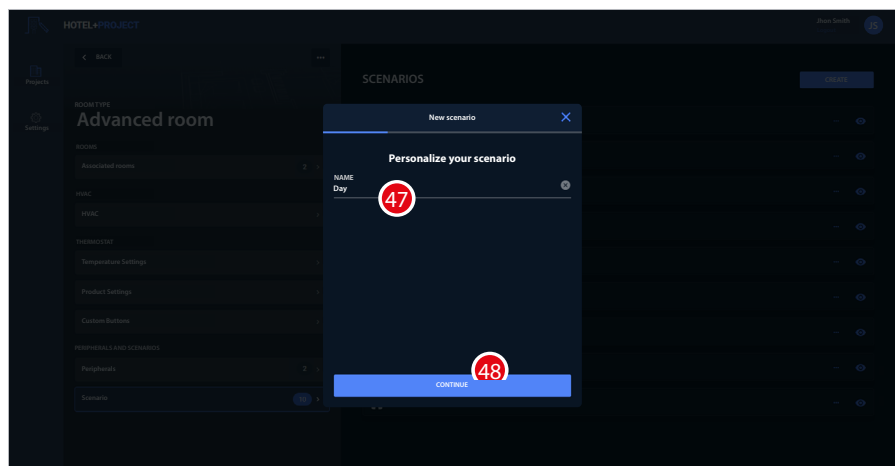 HOTEL+PROJECT
Jhon Smith
JS
BACK
Projects
SCENARIOS
CREATE
ROOM TYPE
Advanced room
Settings
New scenario
ROOMS
Associated rooms
Personalize your scenario
NAME
Day
47
HVAC
HVAC
THERMOSTAT
Temperature Settings
Product Settings
Custom Buttons
PERIPHERALS AND SCENARIOS
Peripherals
48
CONTINUE
Scenario
10